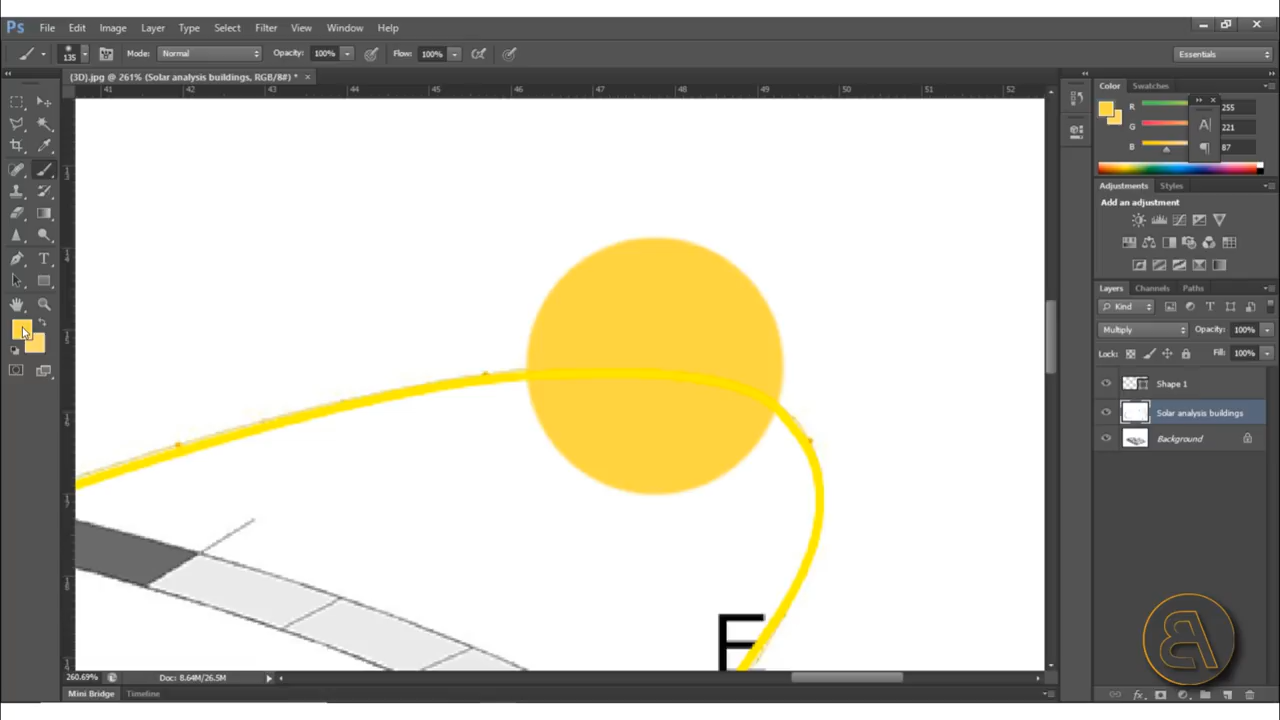 Ps File Edit Image Layer Type Select Filter View Window Help
135 Mode: Normal Opacity: 100% Flow: 100% Essentials
(3D).jpg @ 261% (Solar analysis buildings, RGB/8#) * ×
41 42 43 44 45 46 47 48 49 50 51 52
Color Swatches
R 255
G 221
B 87
Adjustments Styles
Add an adjustment
Layers Channels Paths
Kind
Multiply Opacity: 100%
Lock: Fill: 100%
Shape 1
Solar analysis buildings
Background
E
260.69% Doc: 8.64M/26.5M
Mini Bridge Timeline